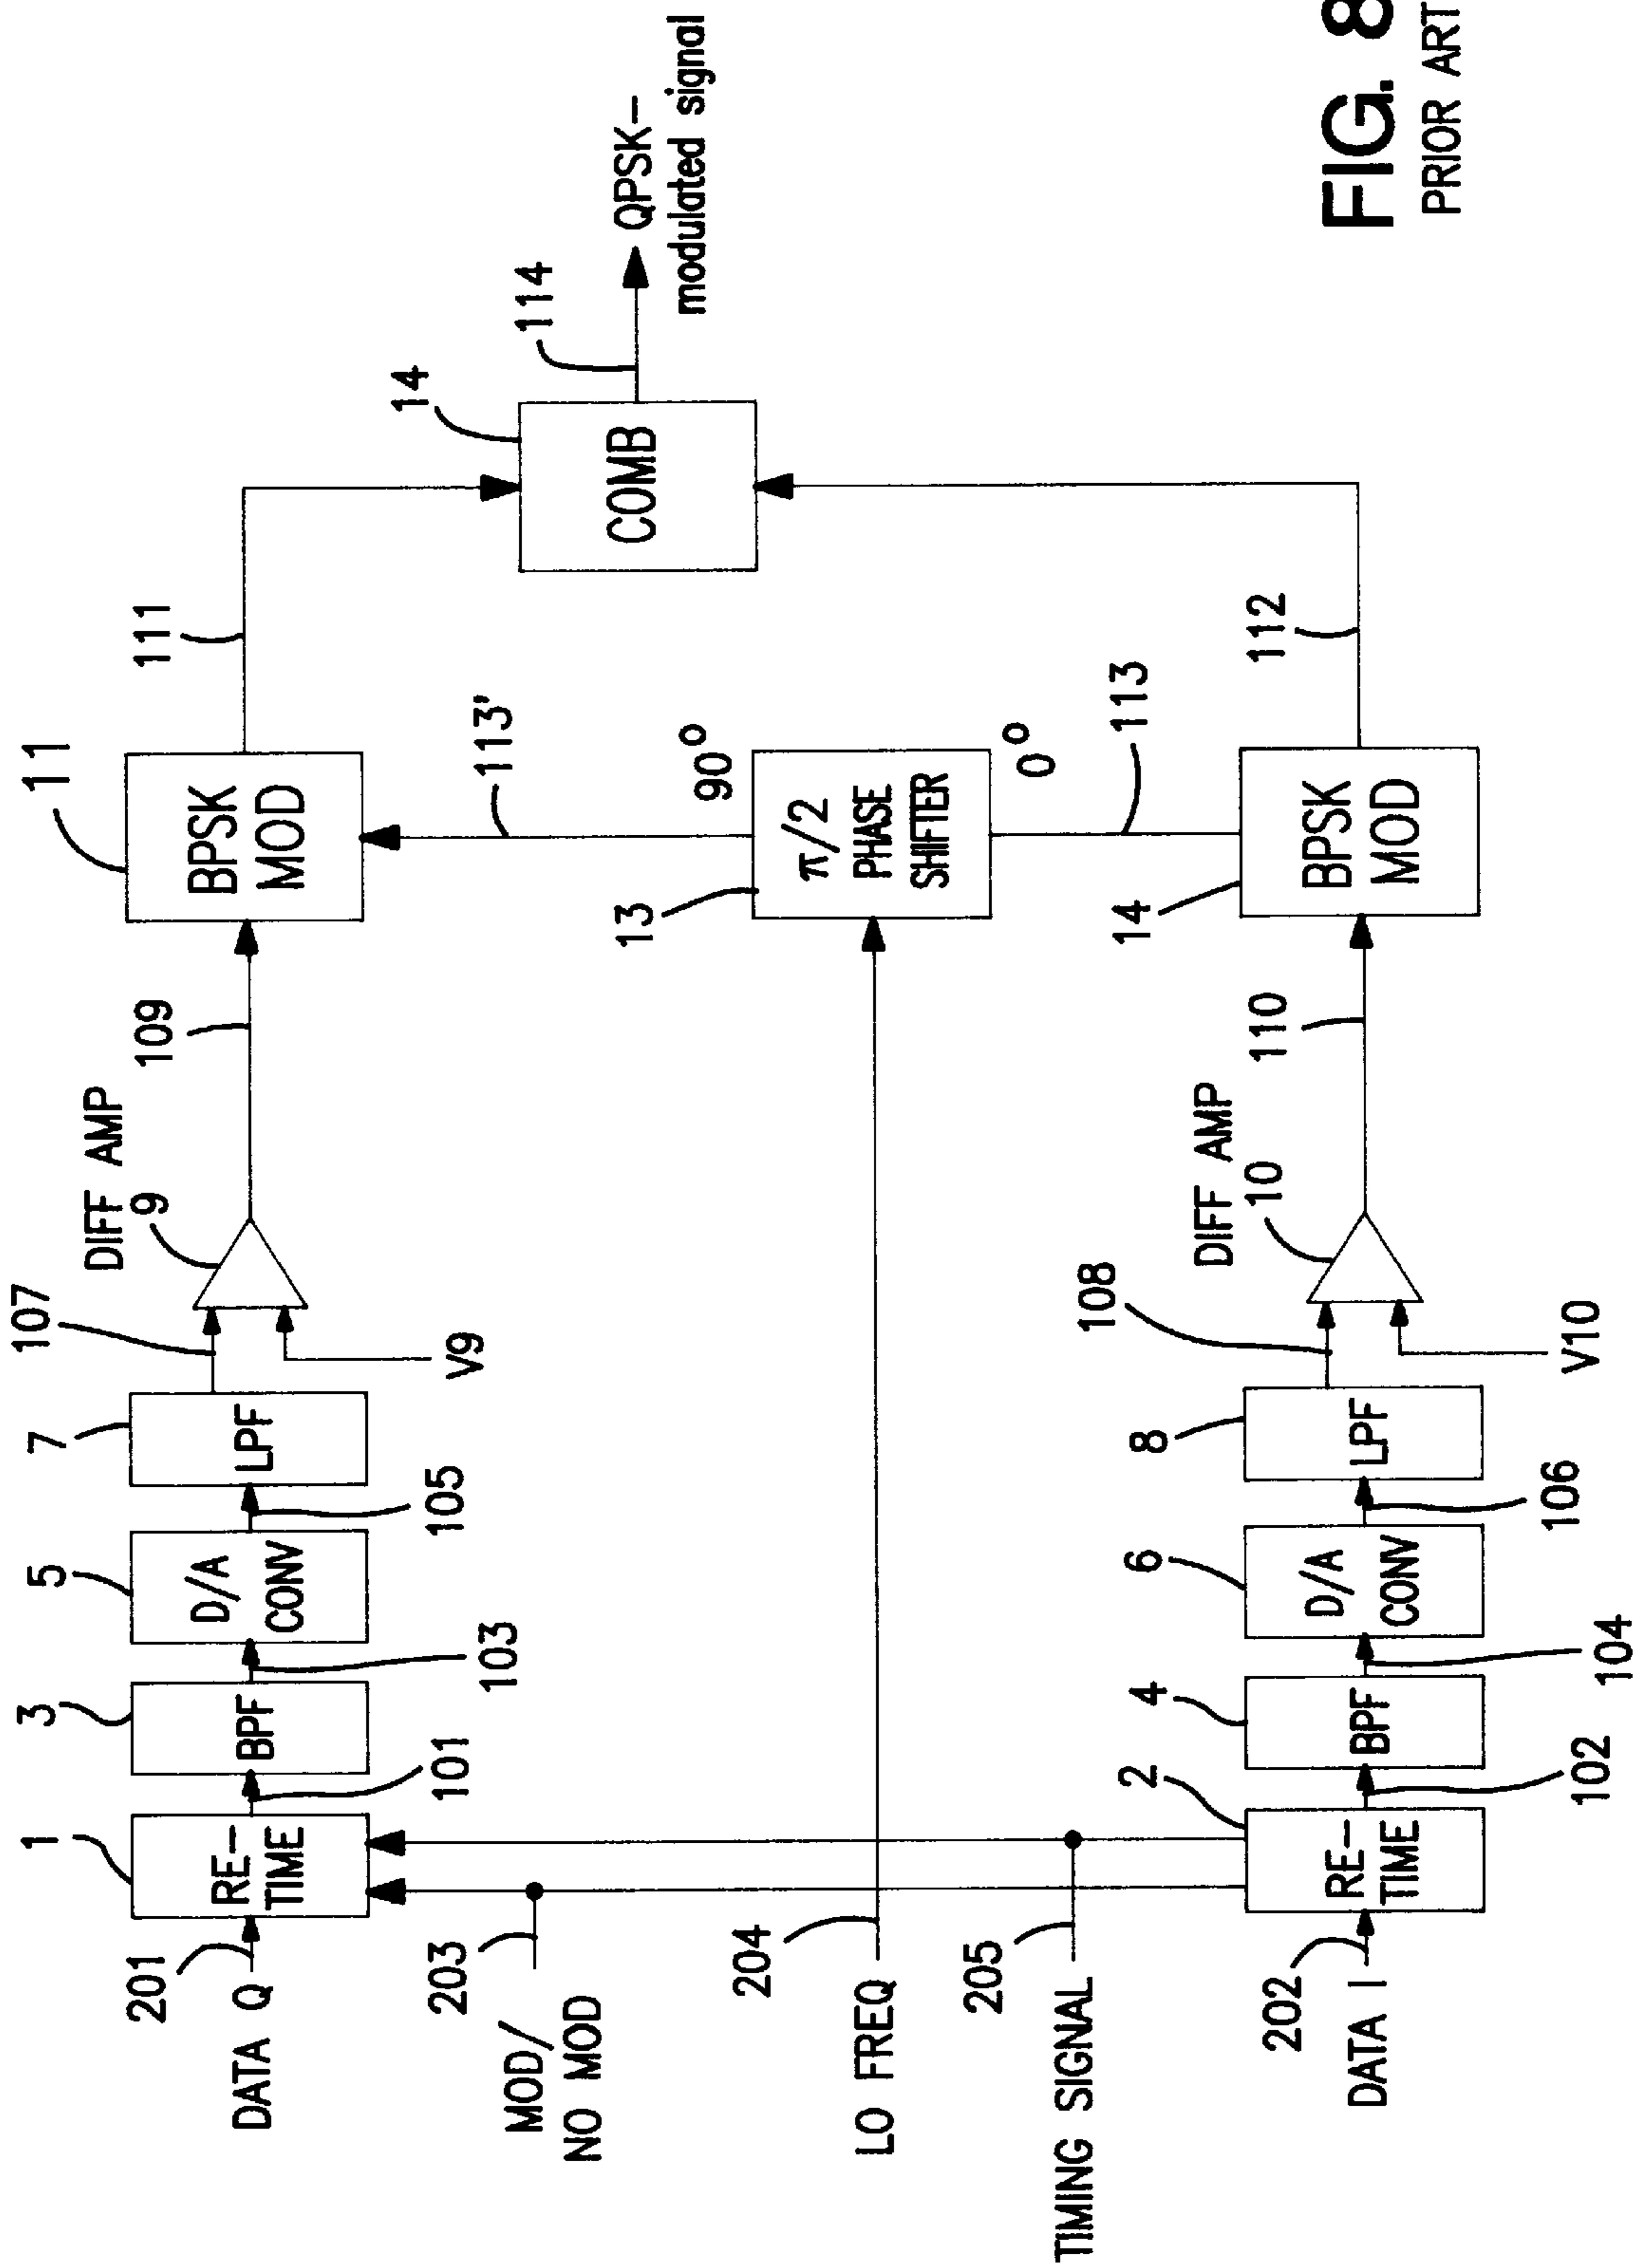 11
111
BPSK
MOD
109
DIFF AMP
9
107
7
LPF
105
5
D/A
CONV
103
3
BPF
101
1
RE-
TIME
201
DATA Q
V9
203
MOD/
NO MOD
113'
90°
14
COMB
114
QPSK-
modulated signal
13
π/2
PHASE
SHIFTER
0°
113
204
LO FREQ
205
TIMING SIGNAL
202
DATA I
2
RE-
TIME
102
4
BPF
104
6
D/A
CONV
106
8
LPF
108
DIFF AMP
10
V10
110
14
BPSK
MOD
112
FIG. 8
PRIOR ART